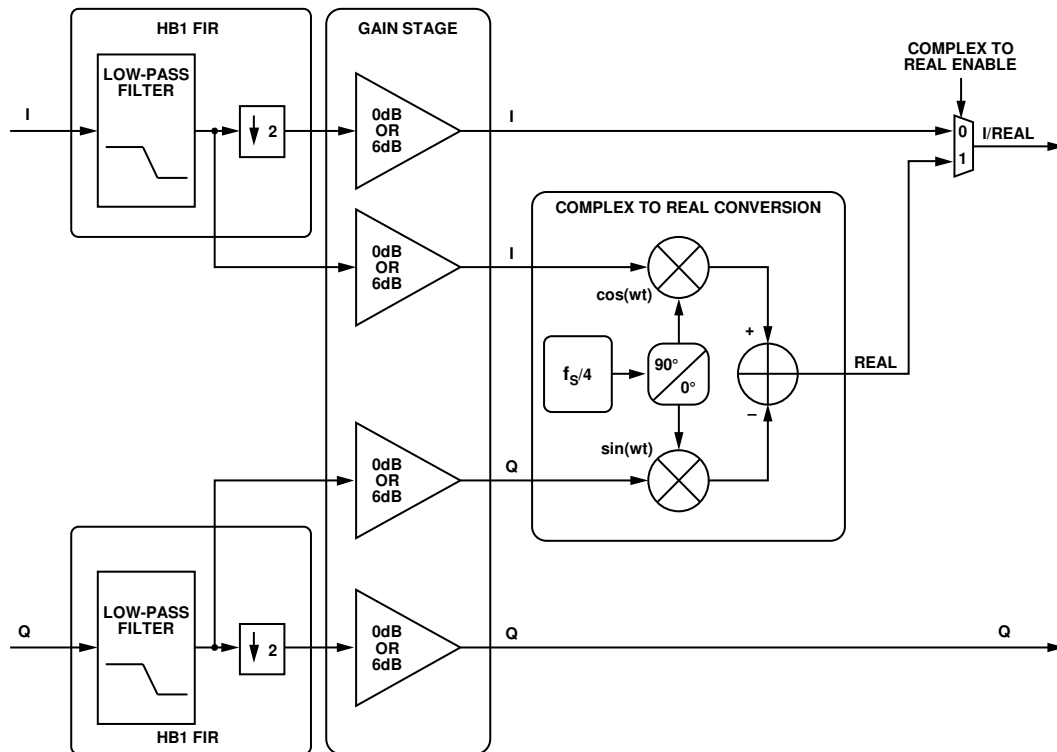 HB1 FIR
GAIN STAGE
COMPLEX TO
REAL ENABLE
LOW-PASS
FILTER
I
2
0dB
OR
6dB
I
0
1
I/REAL
COMPLEX TO REAL CONVERSION
0dB
OR
6dB
I
cos(wt)
+
fS/4
90°
0°
REAL
–
sin(wt)
0dB
OR
6dB
Q
LOW-PASS
FILTER
Q
2
0dB
OR
6dB
Q
Q
HB1 FIR